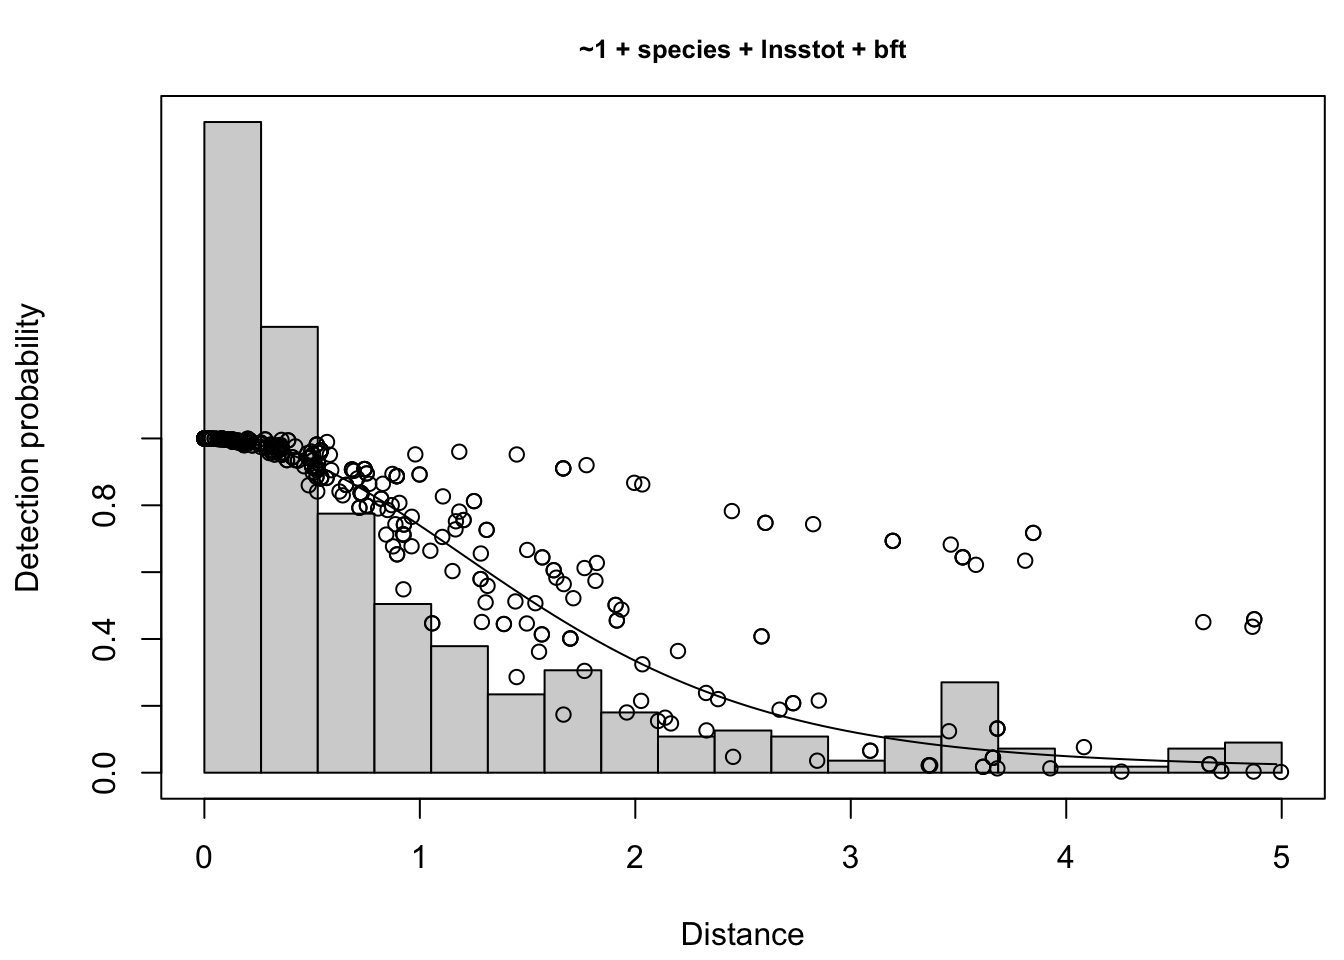 ~1 + species + lnsstot + bft
Detection probability
0.8
0.4
0.0
0 1 2 3 4 5
Distance